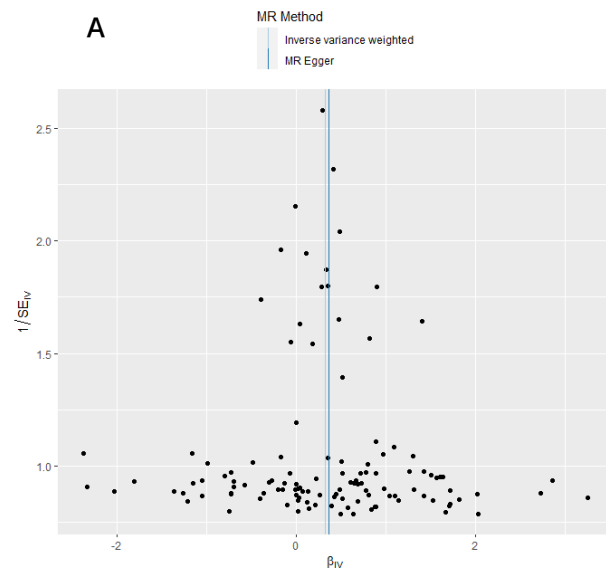 A
MR Method
Inverse variance weighted
MR Egger
2.5
2.0
1.5
1.0
1/SE_IV
-2
0
2
β_IV